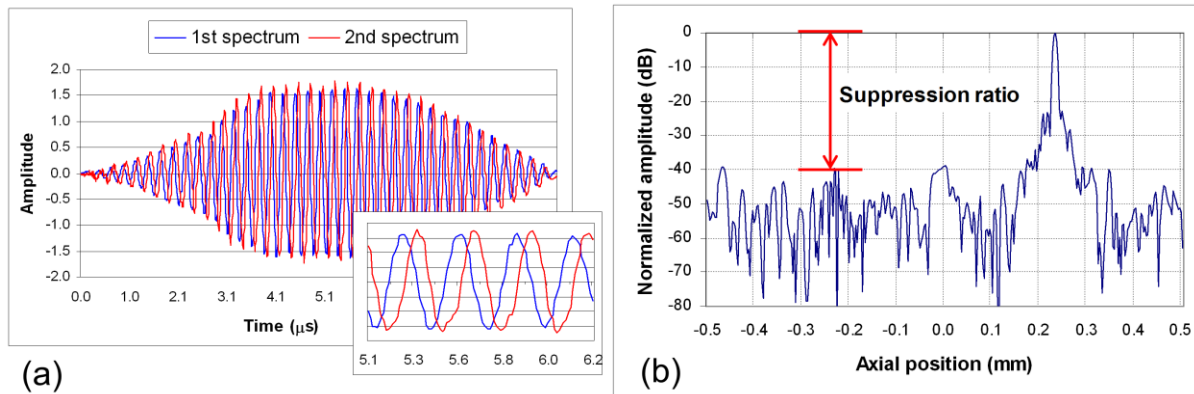 1st spectrum 2nd spectrum
2.0
1.5
1.0
0.5
0.0
-0.5
-1.0
-1.5
-2.0
Amplitude
0.0 1.0 2.1 3.1 4.1 5.1
Time (μs)
5.1 5.3 5.6 5.8 6.0 6.2
(a)
0
-10
-20
-30
-40
-50
-60
-70
-80
Normalized amplitude (dB)
Suppression ratio
-0.5 -0.4 -0.3 -0.2 -0.1 0.0 0.1 0.2 0.3 0.4 0.5
Axial position (mm)
(b)